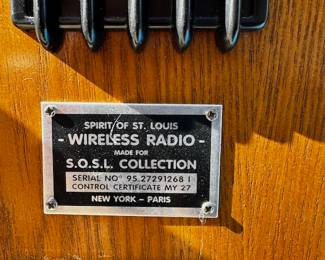 SPIRIT OF ST. LOUIS
- WIRELESS RADIO -
MADE FOR
S.O.S.L. COLLECTION
SERIAL NO° 95.27291268 I
CONTROL CERTIFICATE MY 27
NEW YORK – PARIS